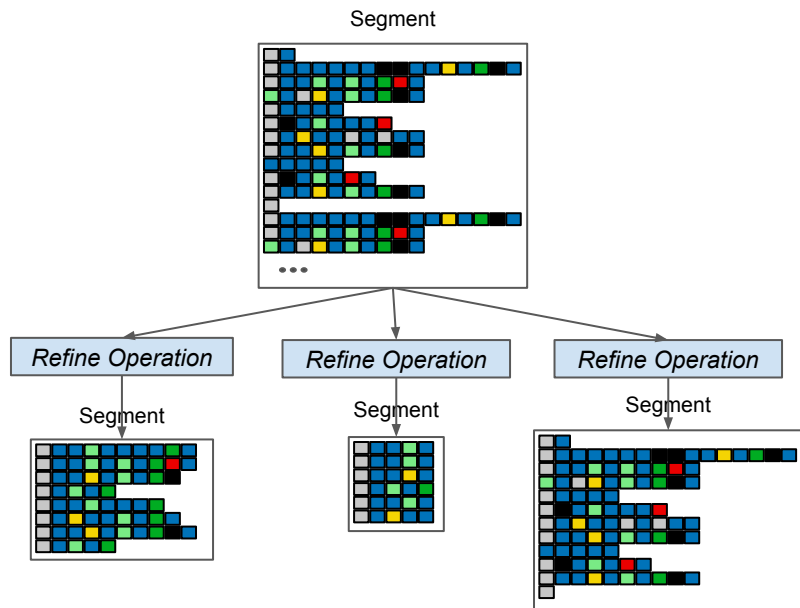 Segment
Refine Operation
Refine Operation
Refine Operation
Segment
Segment
Segment